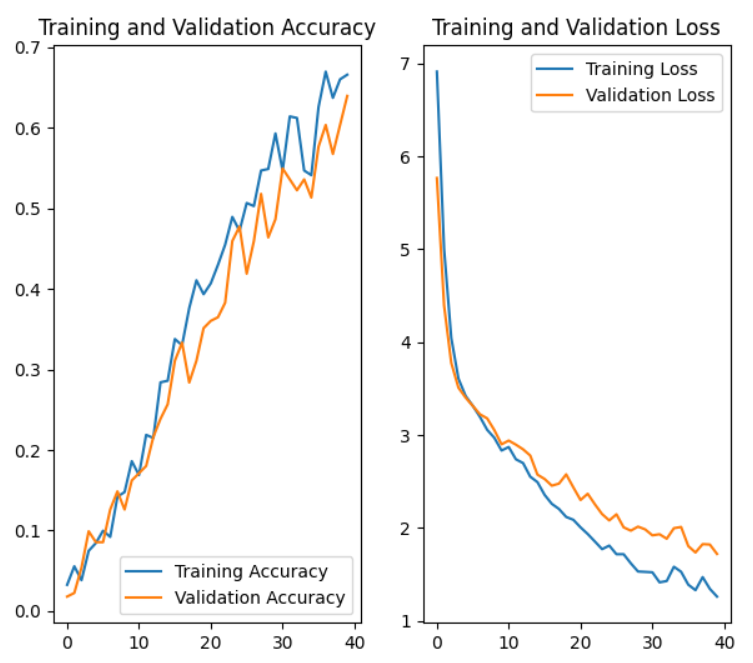 Training and Validation Accuracy
0.7
0.6
0.5
0.4
0.3
0.2
0.1
0.0
Training Accuracy
Validation Accuracy
0 10 20 30 40
Training and Validation Loss
7
6
5
4
3
2
1
Training Loss
Validation Loss
0 10 20 30 40